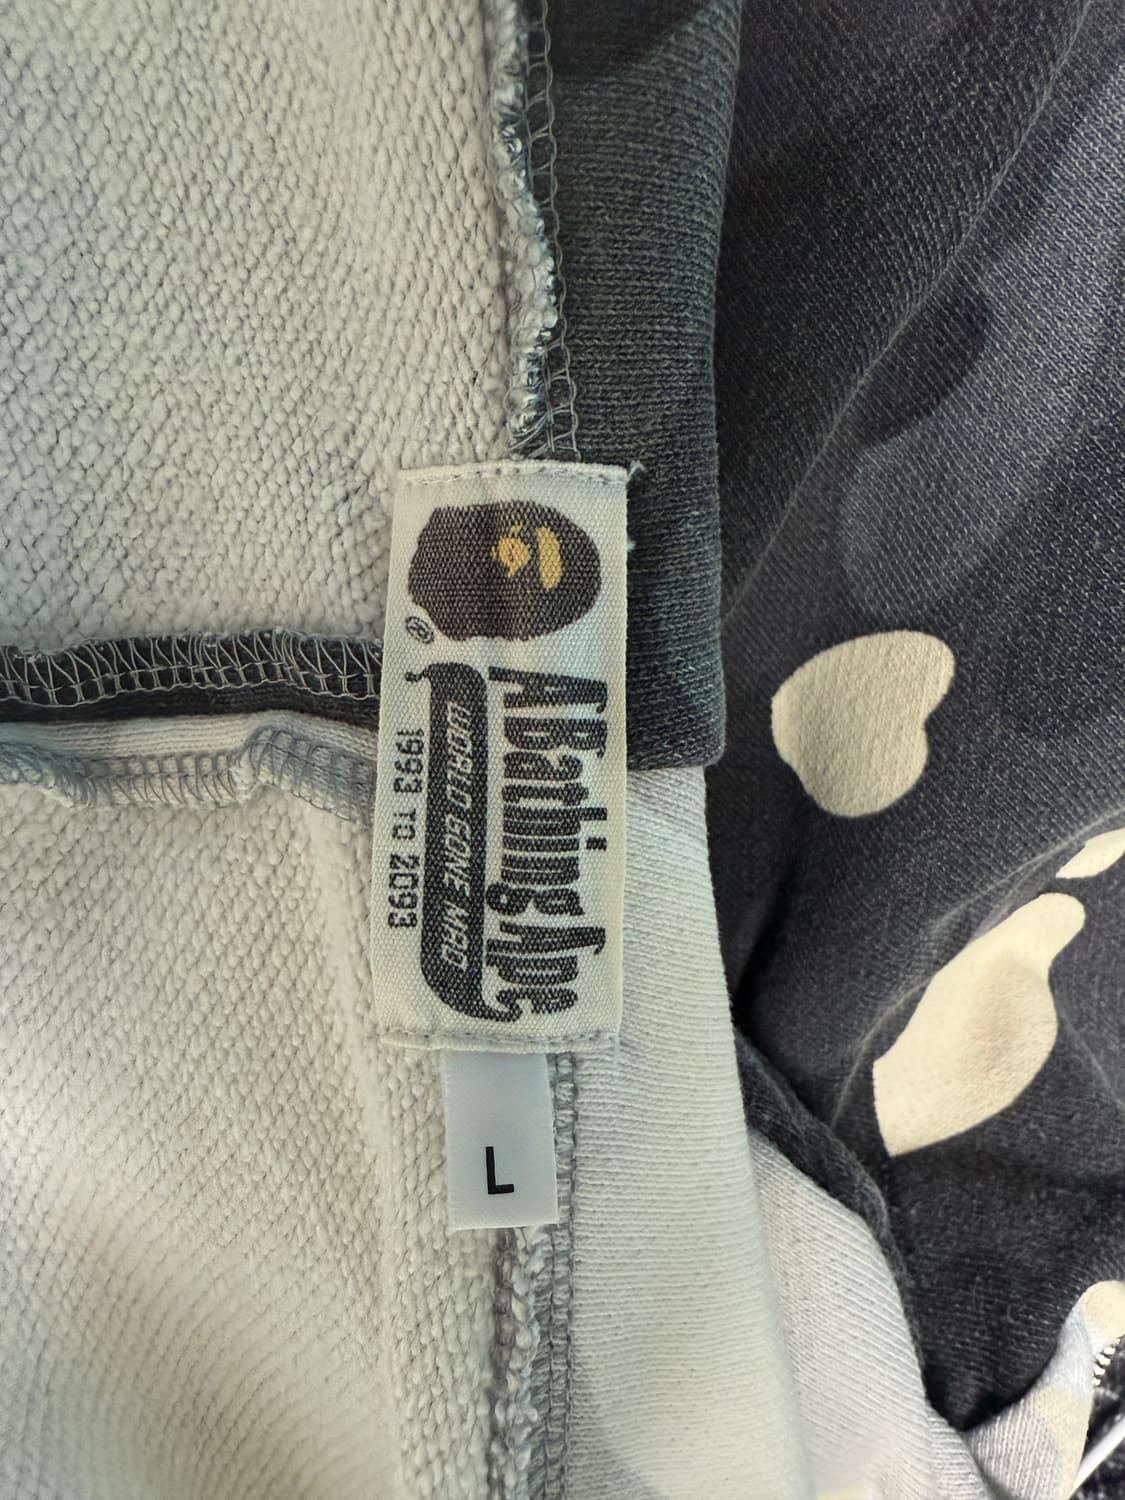 ®
A Bathing Ape
WORLD GONE MAD
1993 TO 2093
L